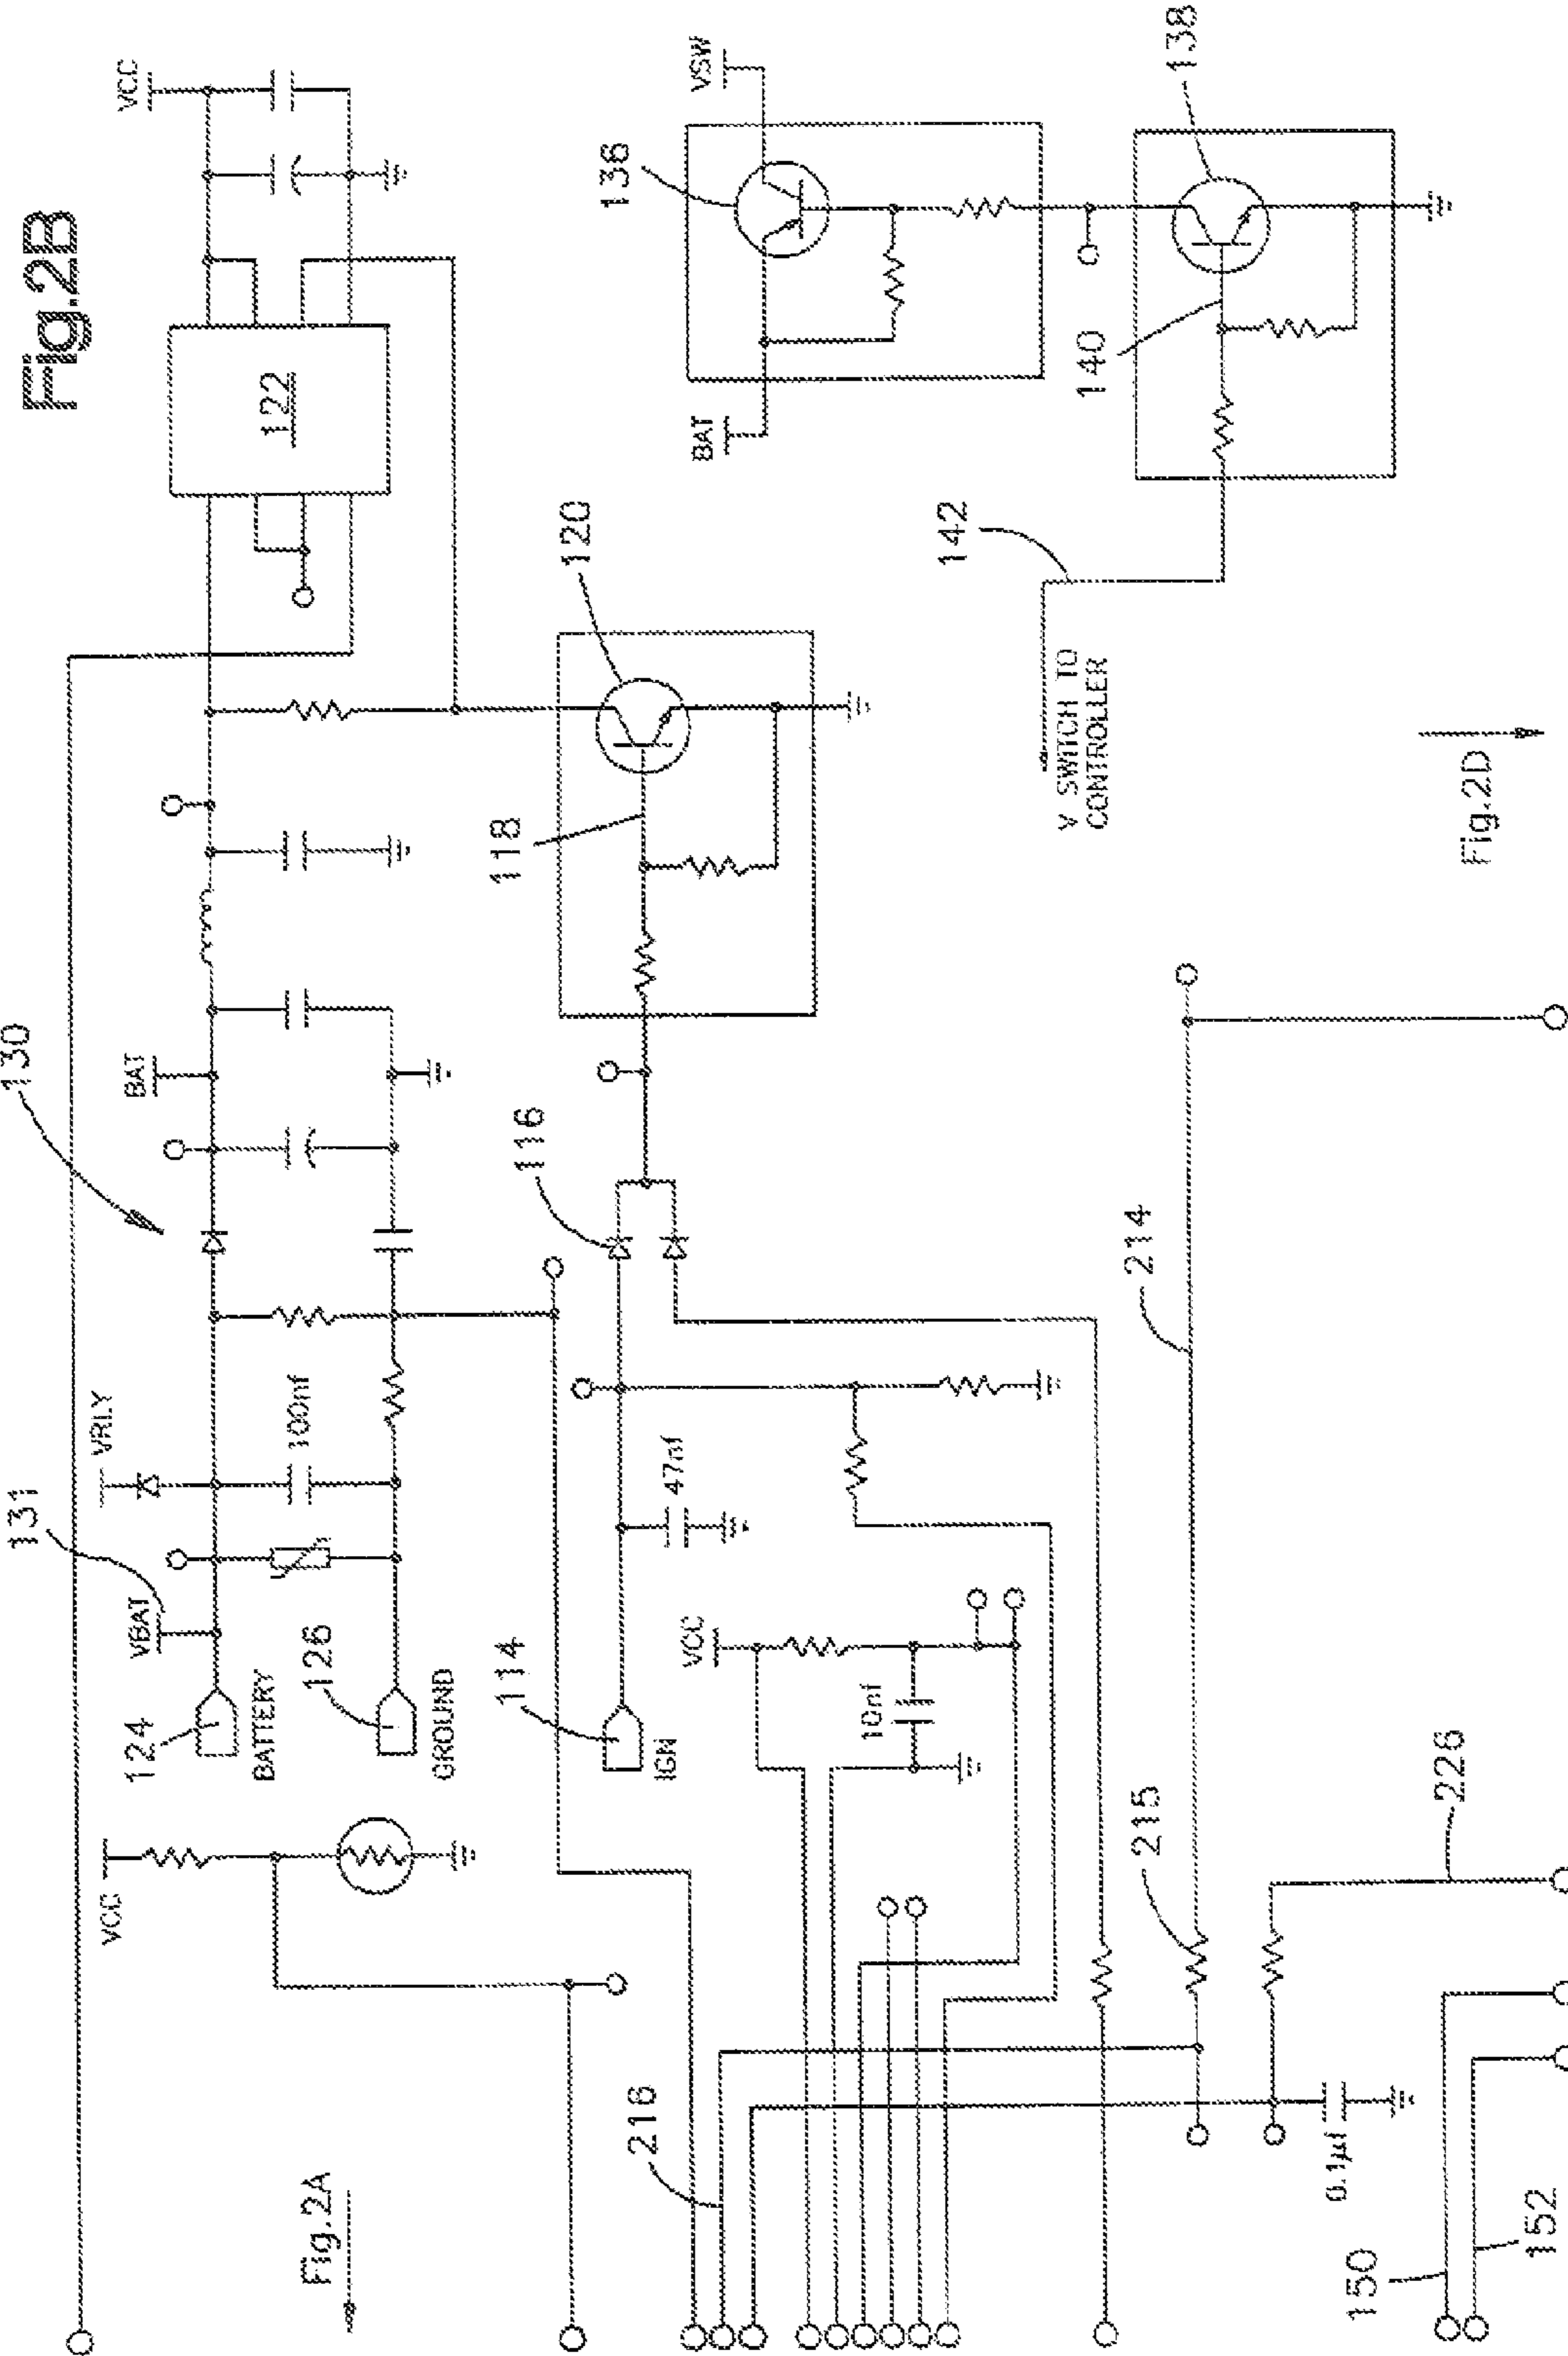 Fig.2B
VCC
122
130
131
VRLY
BAT
VBAT
100nf
124
BATTERY
126
GROUND
VCC
120
118
116
114
IGN
47nf
VCC
10nf
136
VSW
BAT
138
140
142
V SWITCH TO
CONTROLLER
Fig.2D
214
215
226
216
0.1µf
150
152
Fig.2A